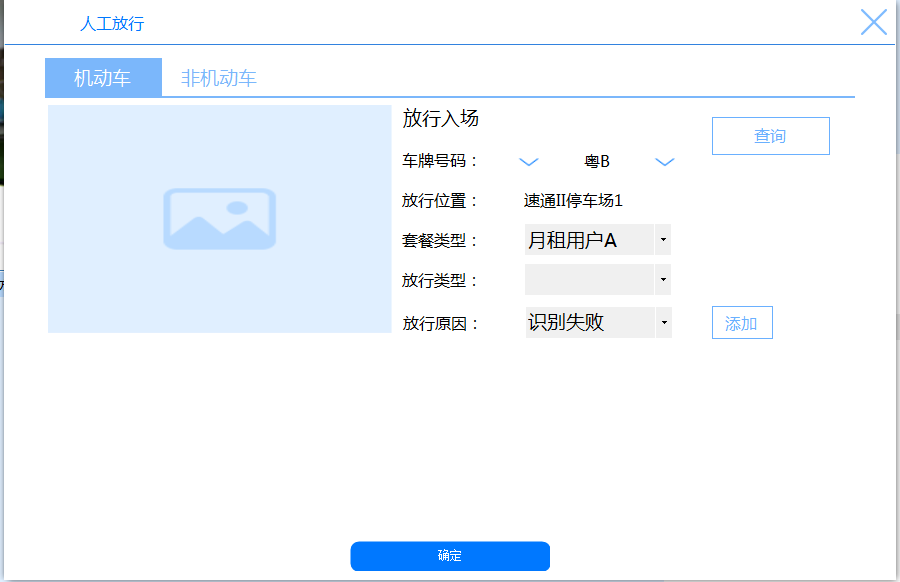 人工放行
机动车 非机动车
放行入场
查询
车牌号码： 粤B
放行位置： 速通II停车场1
套餐类型： 月租用户A
放行类型：
放行原因： 识别失败 添加
确定